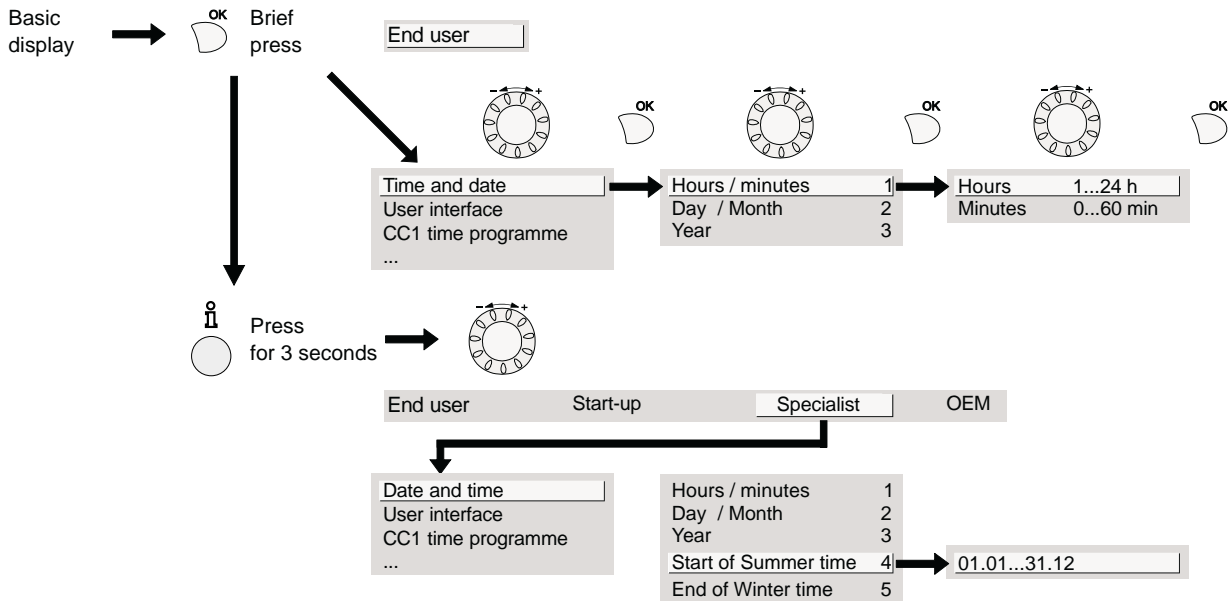 Basic
display
OK
Brief
press
End user
- +
OK
- +
OK
- +
OK
Time and date
User interface
CC1 time programme
...
Hours / minutes 1
Day / Month 2
Year 3
Hours 1...24 h
Minutes 0...60 min
i
Press
for 3 seconds
- +
End user Start-up Specialist OEM
Date and time
User interface
CC1 time programme
...
Hours / minutes 1
Day / Month 2
Year 3
Start of Summer time 4
End of Winter time 5
01.01...31.12